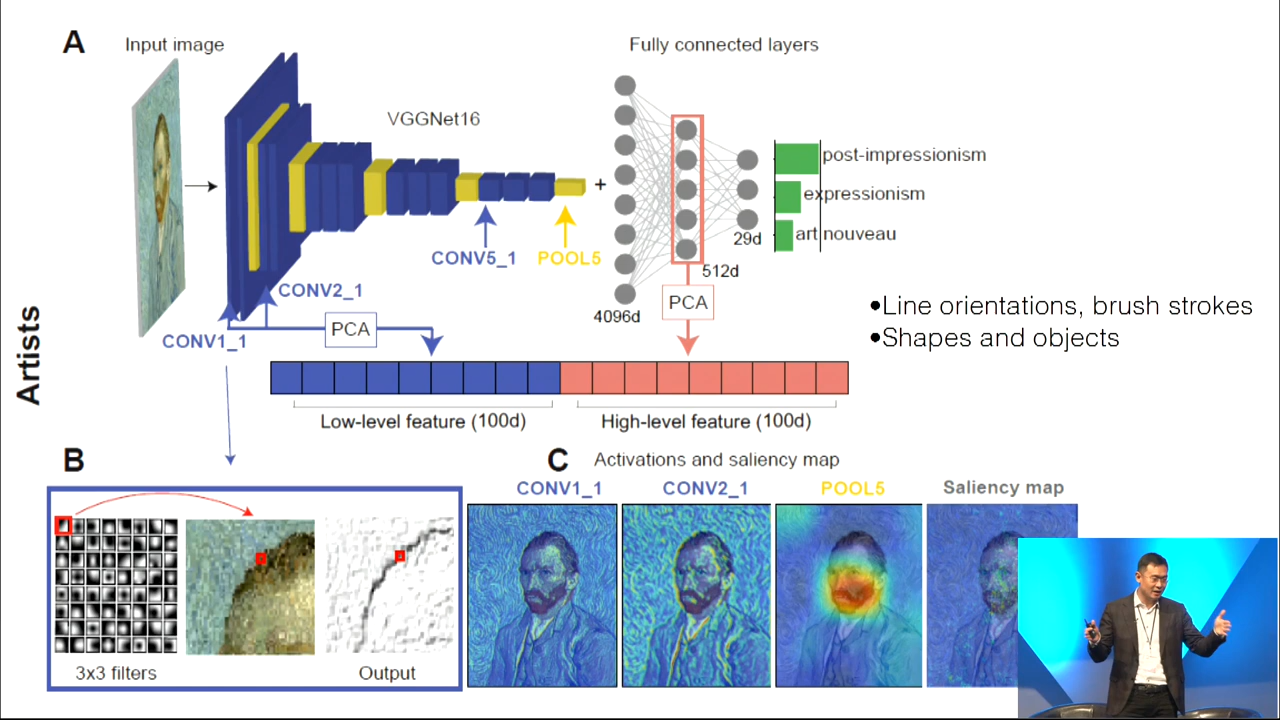 A
Input image
Fully connected layers
VGGNet16
+
post-impressionism
expressionism
art nouveau
29d
CONV5_1
POOL5
512d
CONV2_1
PCA
4096d
PCA
CONV1_1
•Line orientations, brush strokes
•Shapes and objects
Artists
Low-level feature (100d)
High-level feature (100d)
B
C
Activations and saliency map
CONV1_1
CONV2_1
POOL5
Saliency map
3x3 filters
Output